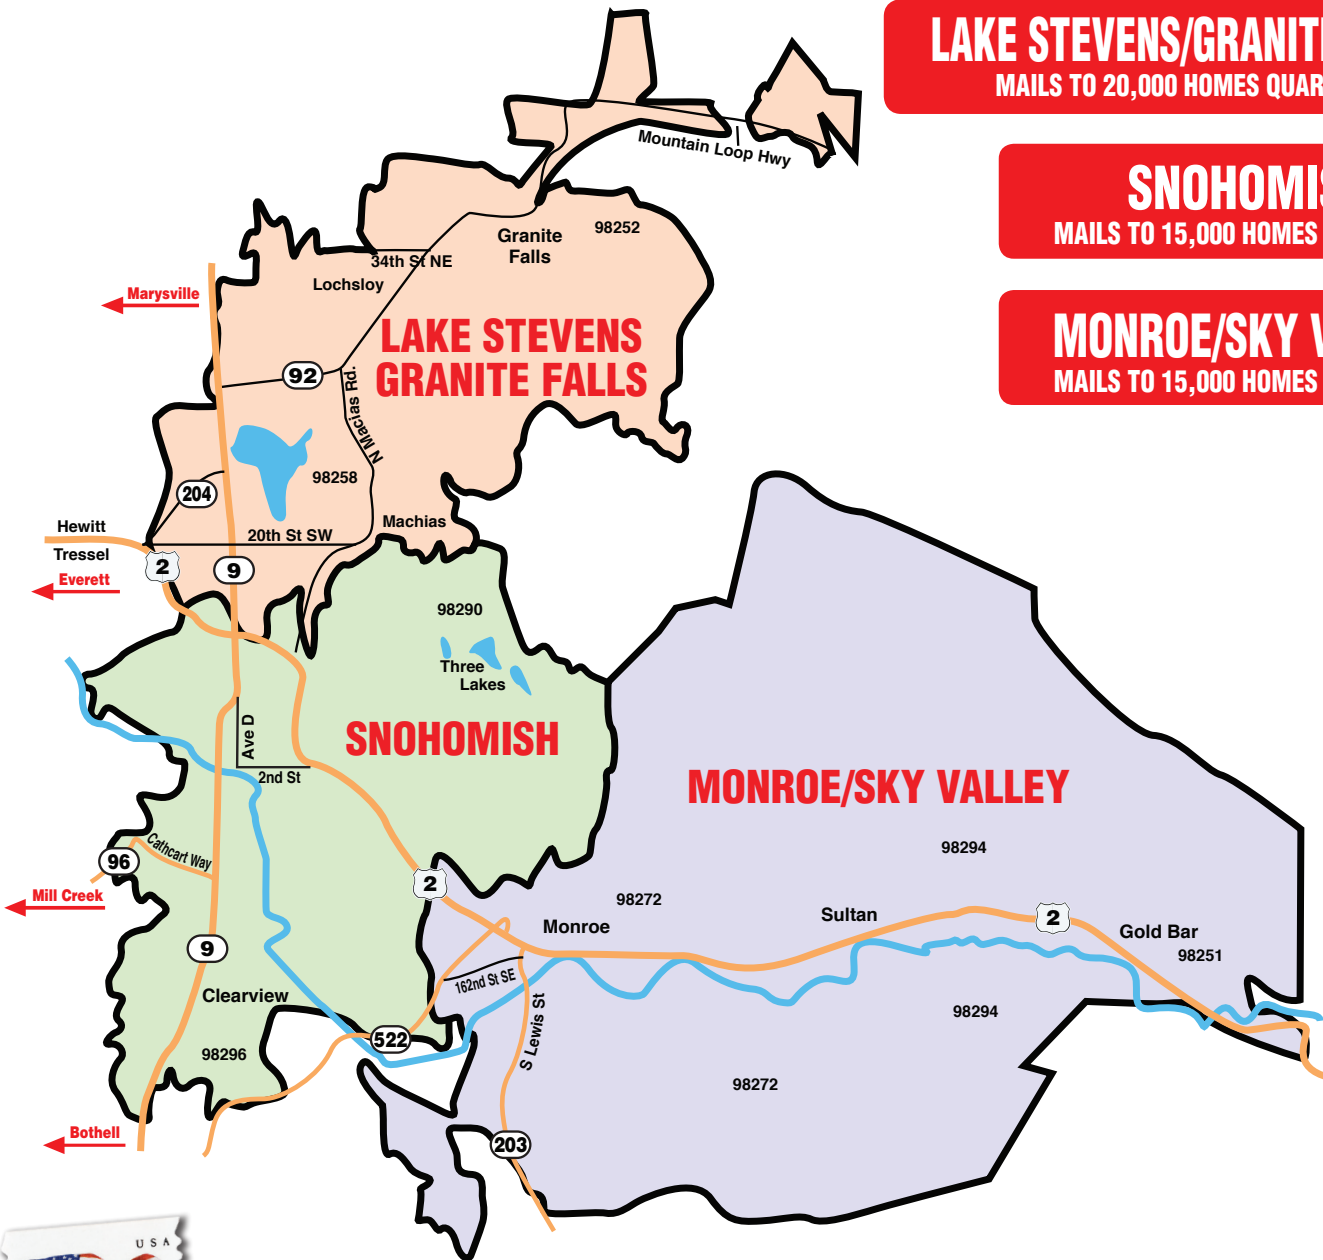 LAKE STEVENS/GRANIT
MAILS TO 20,000 HOMES QUAR
SNOHOMIS
MAILS TO 15,000 HOMES
MONROE/SKY V
MAILS TO 15,000 HOMES
Mountain Loop Hwy
98252
Granite
Falls
34th St NE
Lochsloy
Marysville
LAKE STEVENS
GRANITE FALLS
92
N Macias Rd.
98258
204
Machias
Hewitt
20th St SW
Tressel
2
9
Everett
98290
Three
Lakes
Ave D
SNOHOMISH
2nd St
MONROE/SKY VALLEY
Cathcart Way
96
98294
2
Mill Creek
98272
Sultan
2
Monroe
Gold Bar
9
98251
162nd St SE
Clearview
98294
S Lewis St
522
98296
98272
Bothell
203
USA